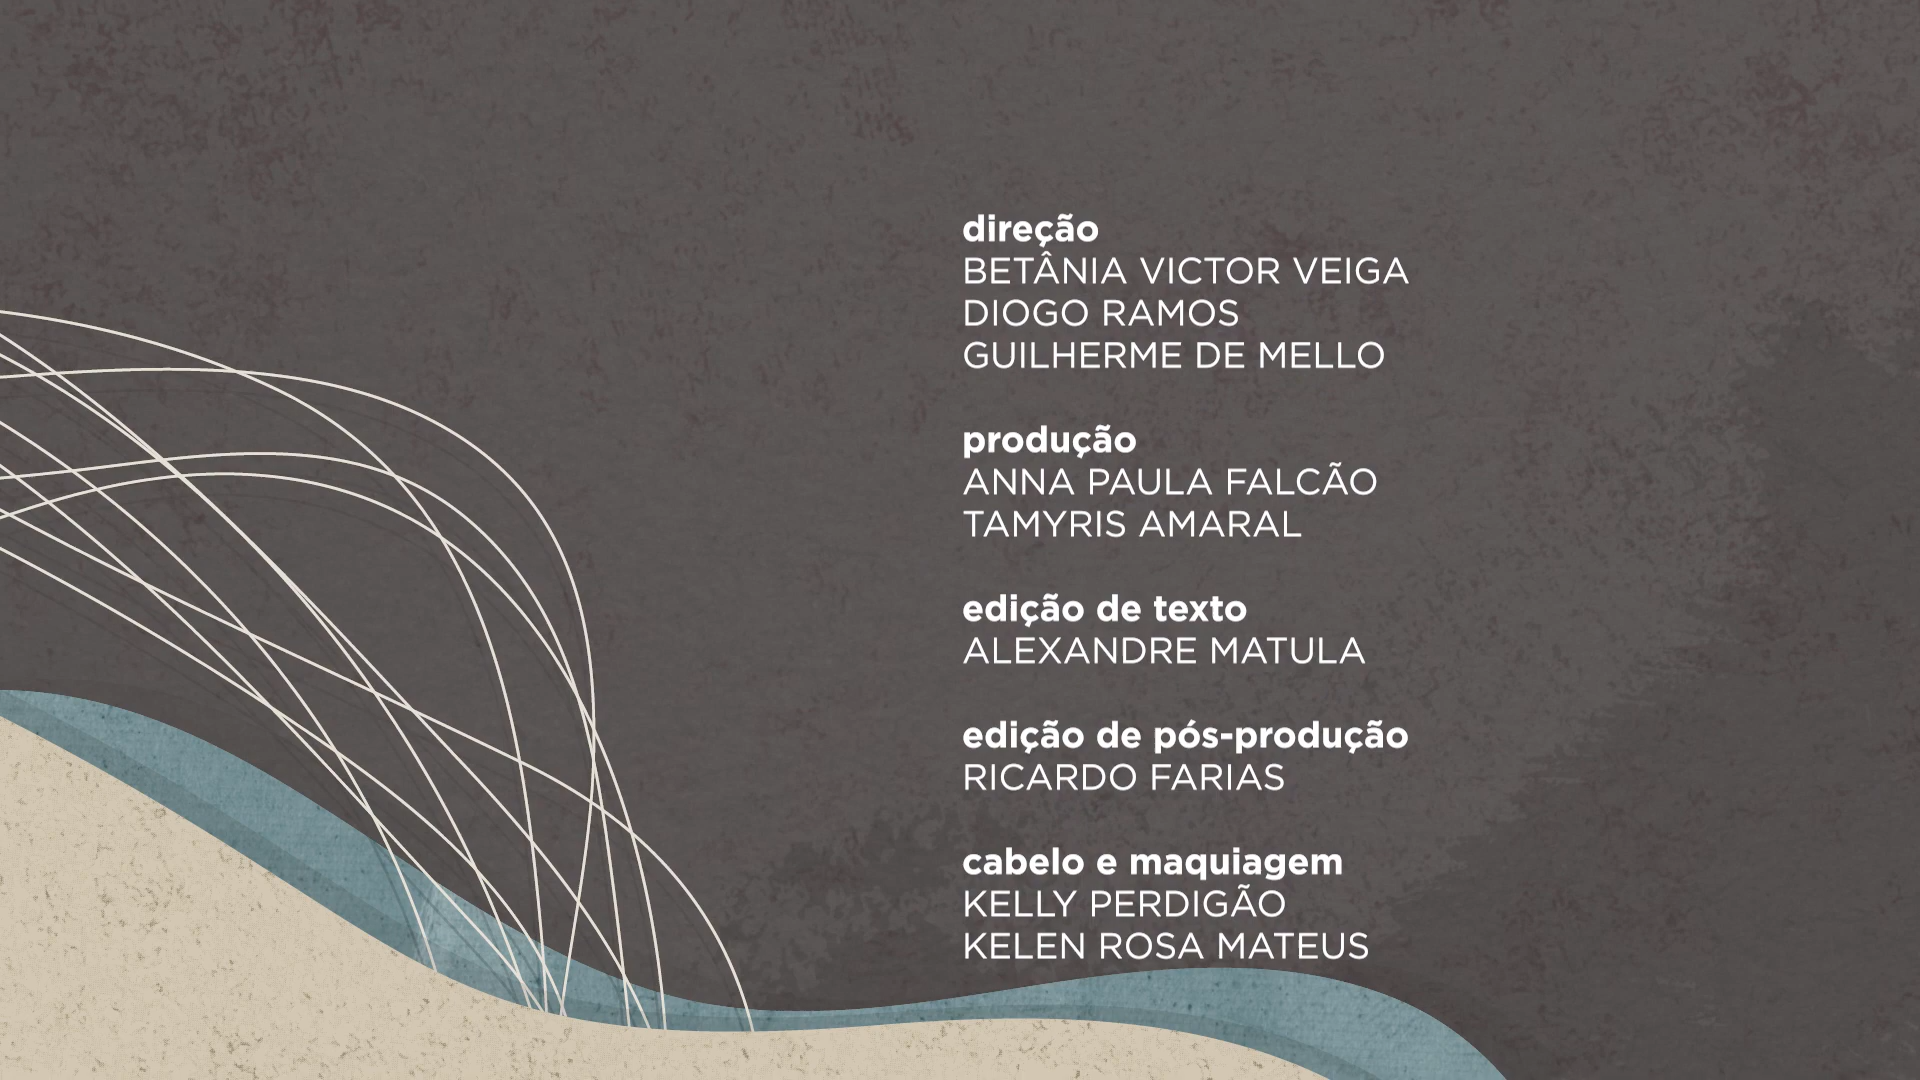 direção
BETÂNIA VICTOR VEIGA
DIOGO RAMOS
GUILHERME DE MELLO
produção
ANNA PAULA FALCÃO
TAMYRIS AMARAL
edição de texto
ALEXANDRE MATULA
edição de pós-produção
RICARDO FARIAS
cabelo e maquiagem
KELLY PERDIGÃO
KELEN ROSA MATEUS